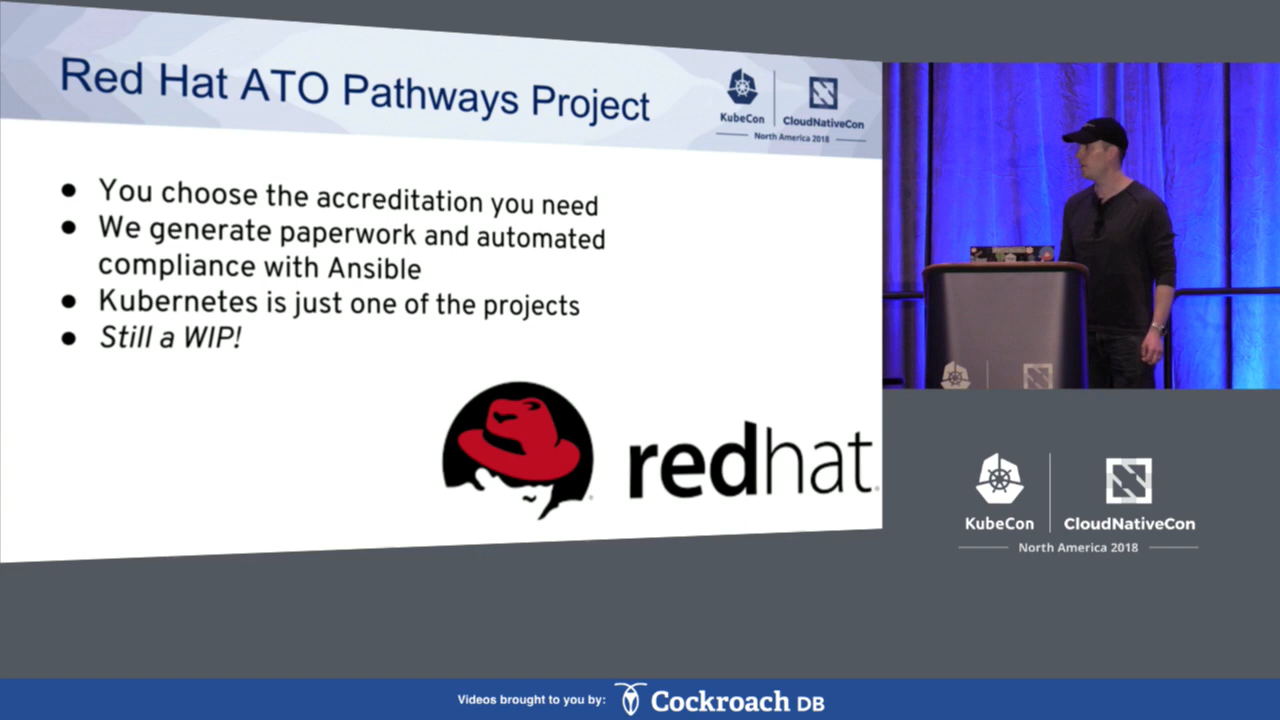 Red Hat ATO Pathways Project
KubeCon
CloudNativeCon
North America 2018
● You choose the accreditation you need
● We generate paperwork and automated
compliance with Ansible
● Kubernetes is just one of the projects
● Still a WIP!
redhat.
KubeCon
CloudNativeCon
North America 2018
Videos brought to you by:
Cockroach DB